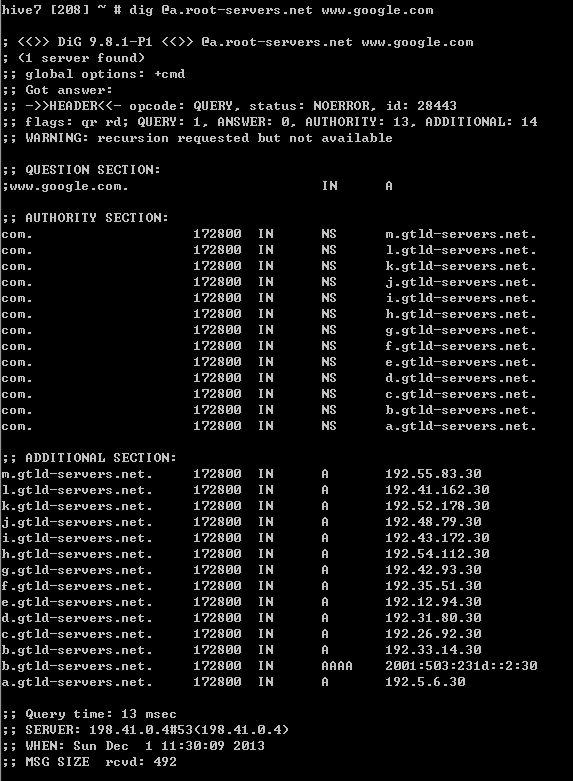 hive7 [208] ~ # dig @a.root-servers.net www.google.com
; <<>> DiG 9.8.1-P1 <<>> @a.root-servers.net www.google.com
; (1 server found)
;; global options: +cmd
;; Got answer:
;; ->>HEADER<<- opcode: QUERY, status: NOERROR, id: 28443
;; flags: qr rd; QUERY: 1, ANSWER: 0, AUTHORITY: 13, ADDITIONAL: 14
;; WARNING: recursion requested but not available
;; QUESTION SECTION:
;www.google.com. IN A
;; AUTHORITY SECTION:
com. 172800 IN NS m.gtld-servers.net.
com. 172800 IN NS l.gtld-servers.net.
com. 172800 IN NS k.gtld-servers.net.
com. 172800 IN NS j.gtld-servers.net.
com. 172800 IN NS i.gtld-servers.net.
com. 172800 IN NS h.gtld-servers.net.
com. 172800 IN NS g.gtld-servers.net.
com. 172800 IN NS f.gtld-servers.net.
com. 172800 IN NS e.gtld-servers.net.
com. 172800 IN NS d.gtld-servers.net.
com. 172800 IN NS c.gtld-servers.net.
com. 172800 IN NS b.gtld-servers.net.
com. 172800 IN NS a.gtld-servers.net.
;; ADDITIONAL SECTION:
m.gtld-servers.net. 172800 IN A 192.55.83.30
l.gtld-servers.net. 172800 IN A 192.41.162.30
k.gtld-servers.net. 172800 IN A 192.52.178.30
j.gtld-servers.net. 172800 IN A 192.48.79.30
i.gtld-servers.net. 172800 IN A 192.43.172.30
h.gtld-servers.net. 172800 IN A 192.54.112.30
g.gtld-servers.net. 172800 IN A 192.42.93.30
f.gtld-servers.net. 172800 IN A 192.35.51.30
e.gtld-servers.net. 172800 IN A 192.12.94.30
d.gtld-servers.net. 172800 IN A 192.31.80.30
c.gtld-servers.net. 172800 IN A 192.26.92.30
b.gtld-servers.net. 172800 IN A 192.33.14.30
b.gtld-servers.net. 172800 IN AAAA 2001:503:231d::2:30
a.gtld-servers.net. 172800 IN A 192.5.6.30
;; Query time: 13 msec
;; SERVER: 198.41.0.4#53(198.41.0.4)
;; WHEN: Sun Dec 1 11:30:09 2013
;; MSG SIZE rcvd: 492